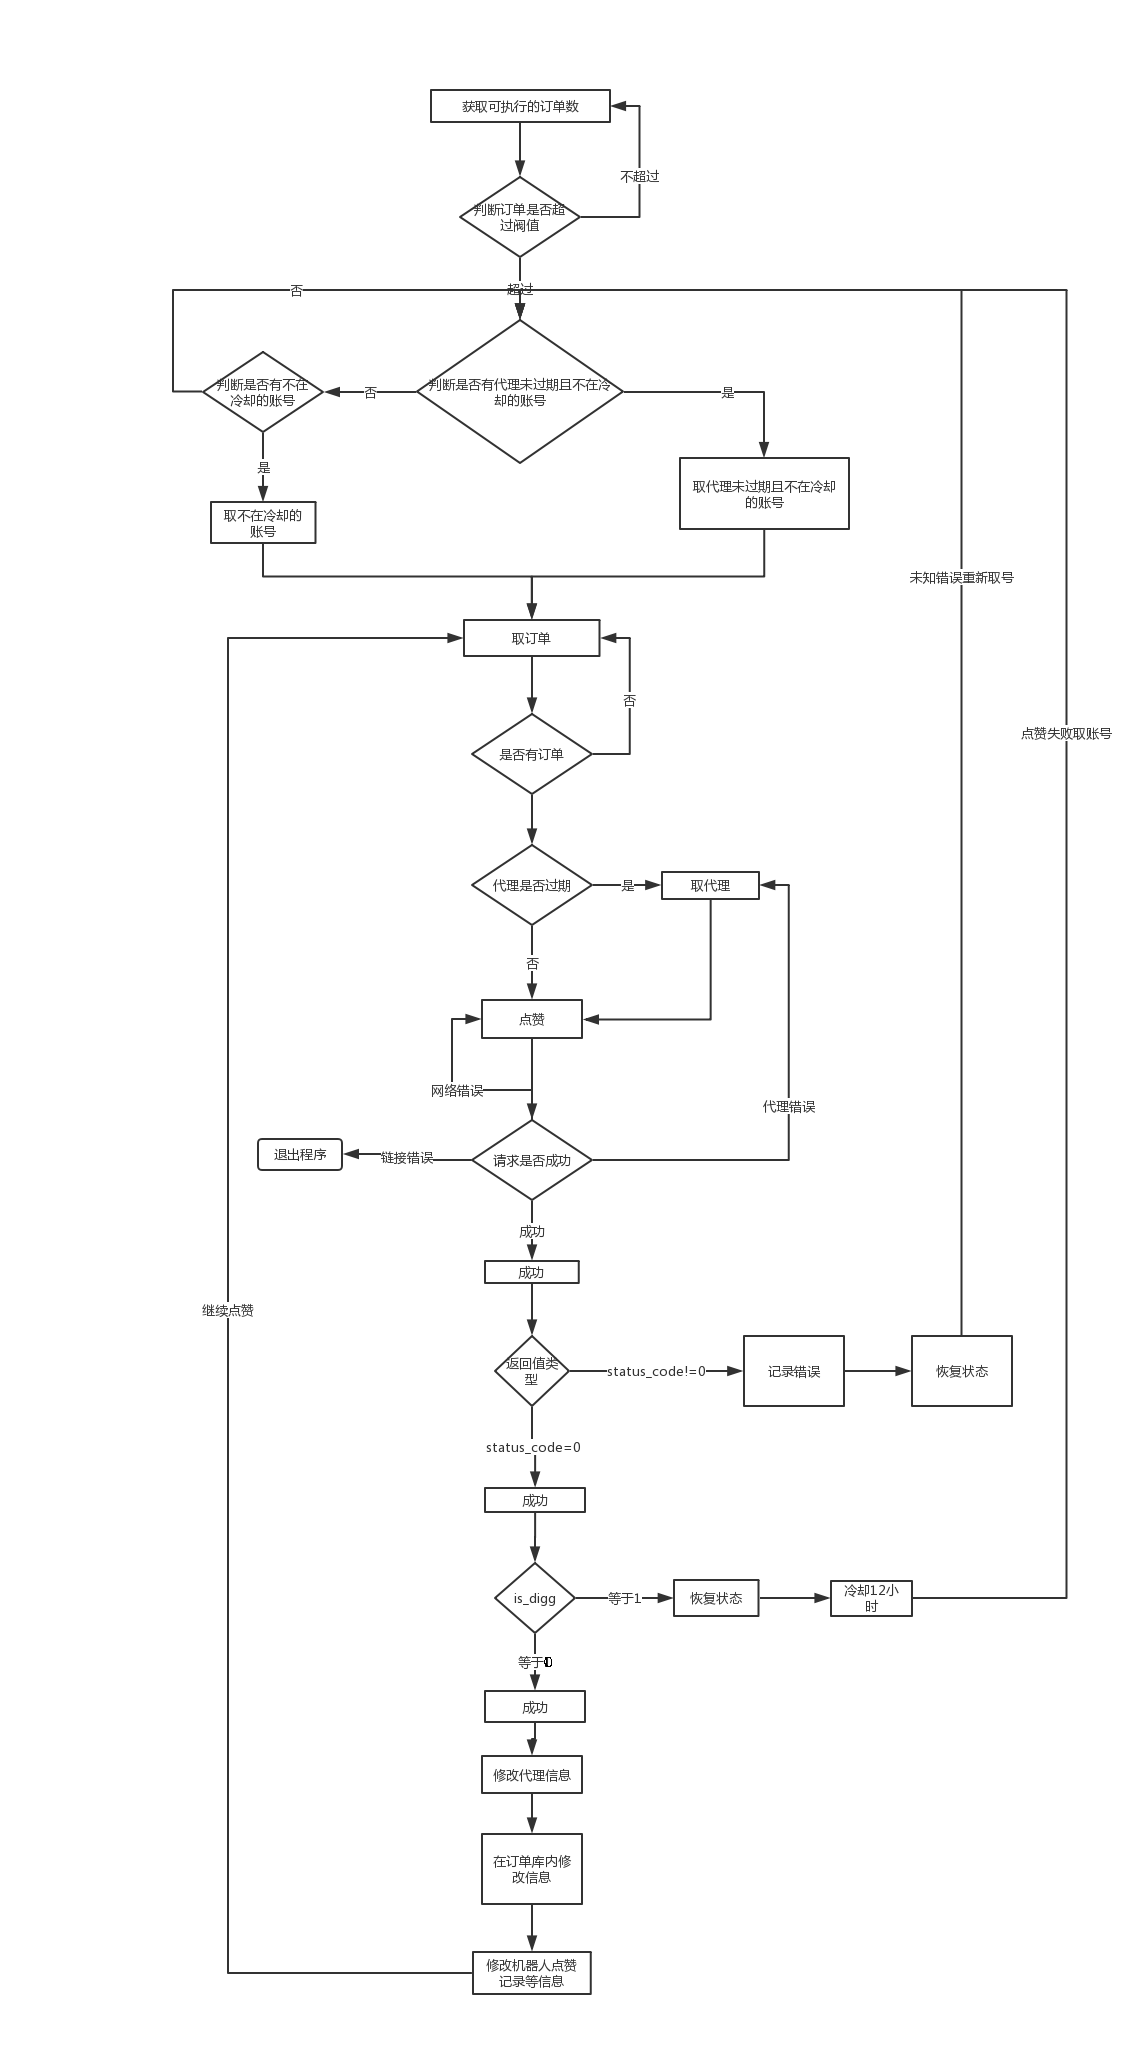 获取可执行的订单数
不超过
判断订单是否超
过阀值
超过
否
判断是否有不在
冷却的账号
否
判断是否有代理未过期且不在冷
却的账号
是
是
取代理未过期且不在冷却
的账号
取不在冷却的
账号
未知错误重新取号
取订单
否
点赞失败取账号
是否有订单
代理是否过期
是
取代理
否
点赞
网络错误
代理错误
退出程序
链接错误
请求是否成功
成功
成功
继续点赞
返回值类
型
status_code!=0
记录错误
恢复状态
status_code=0
成功
is_digg
等于1
恢复状态
冷却12小
时
等于
成功
修改代理信息
在订单库内修
改信息
修改机器人点赞
记录等信息